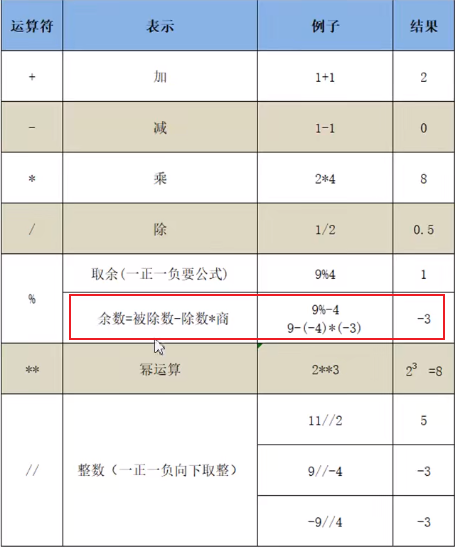 运算符 表示 例子 结果
+ 加 1+1 2
- 减 1-1 0
* 乘 2*4 8
/ 除 1/2 0.5
% 取余(一正一负要公式) 9%4 1
余数=被除数-除数*商 9%-4 -3
9-(-4)*(-3)
** 幂运算 2**3 2³ =8
// 整数（一正一负向下取整） 11//2 5
9//-4 -3
-9//4 -3